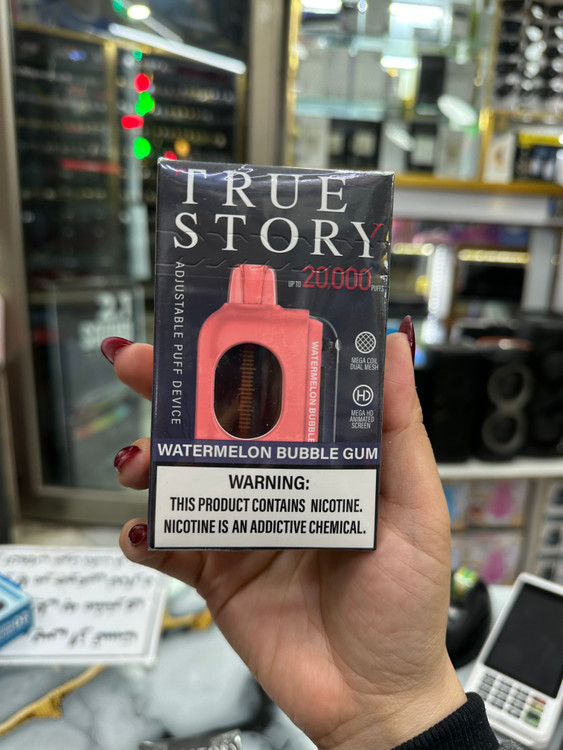 TRUE
STORY
UP TO 20.000 PUFFS
ADJUSTABLE PUFF DEVICE
WATERMELON BUBBLE
MEGA COIL
DUAL MESH
HD
MEGA HD
ANIMATED
SCREEN
WATERMELON BUBBLE GUM
WARNING:
THIS PRODUCT CONTAINS NICOTINE.
NICOTINE IS AN ADDICTIVE CHEMICAL.